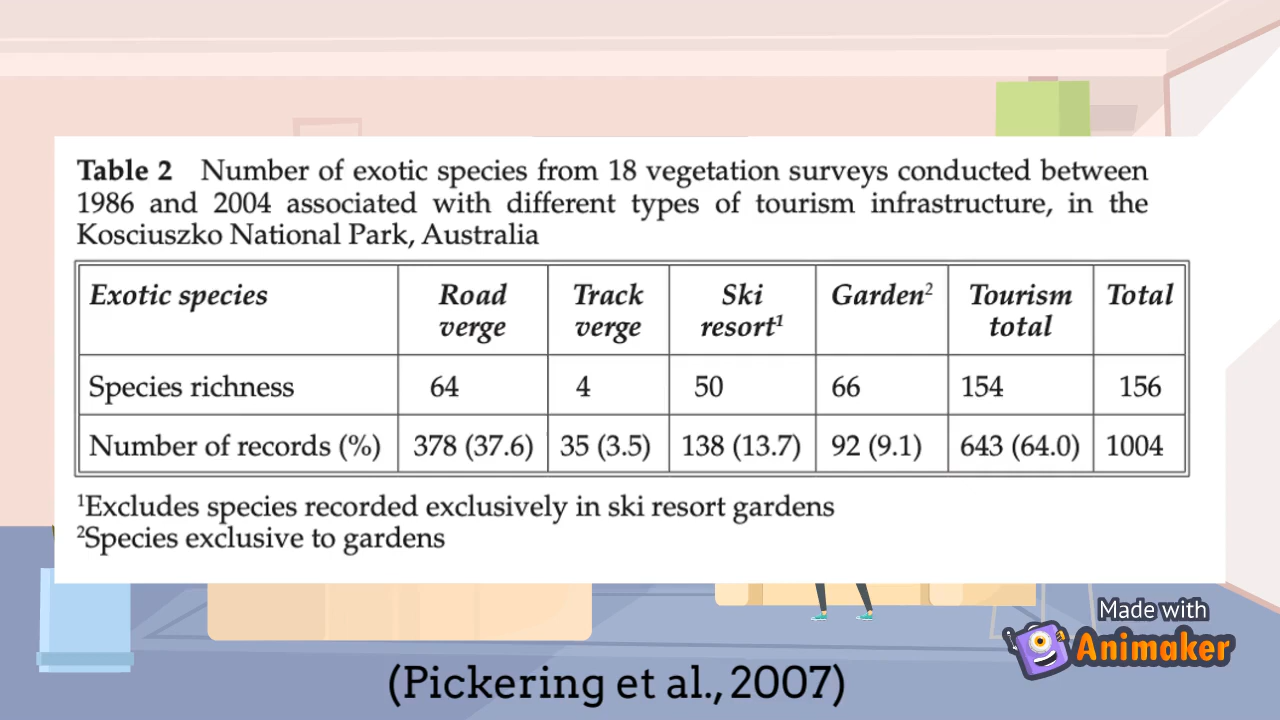 Table 2 Number of exotic species from 18 vegetation surveys conducted between
1986 and 2004 associated with different types of tourism infrastructure, in the
Kosciuszko National Park, Australia
Exotic species Road verge Track verge Ski resort¹ Garden² Tourism total Total
Species richness 64 4 50 66 154 156
Number of records (%) 378 (37.6) 35 (3.5) 138 (13.7) 92 (9.1) 643 (64.0) 1004
¹Excludes species recorded exclusively in ski resort gardens
²Species exclusive to gardens
Made with
Animaker
(Pickering et al., 2007)